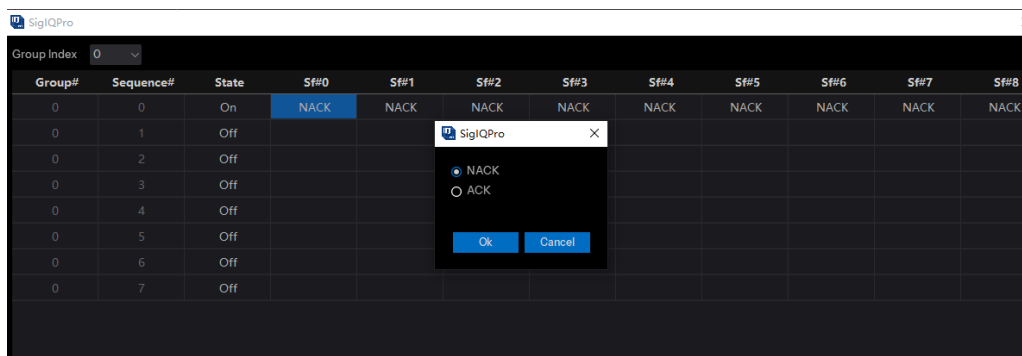 SigIQPro
Group Index 0
Group# Sequence# State Sf#0 Sf#1 Sf#2 Sf#3 Sf#4 Sf#5 Sf#6 Sf#7 Sf#8
0 0 On NACK NACK NACK NACK NACK NACK NACK NACK NACK
0 1 Off
0 2 Off
0 3 Off
0 4 Off
0 5 Off
0 6 Off
0 7 Off
SigIQPro
NACK
ACK
Ok Cancel